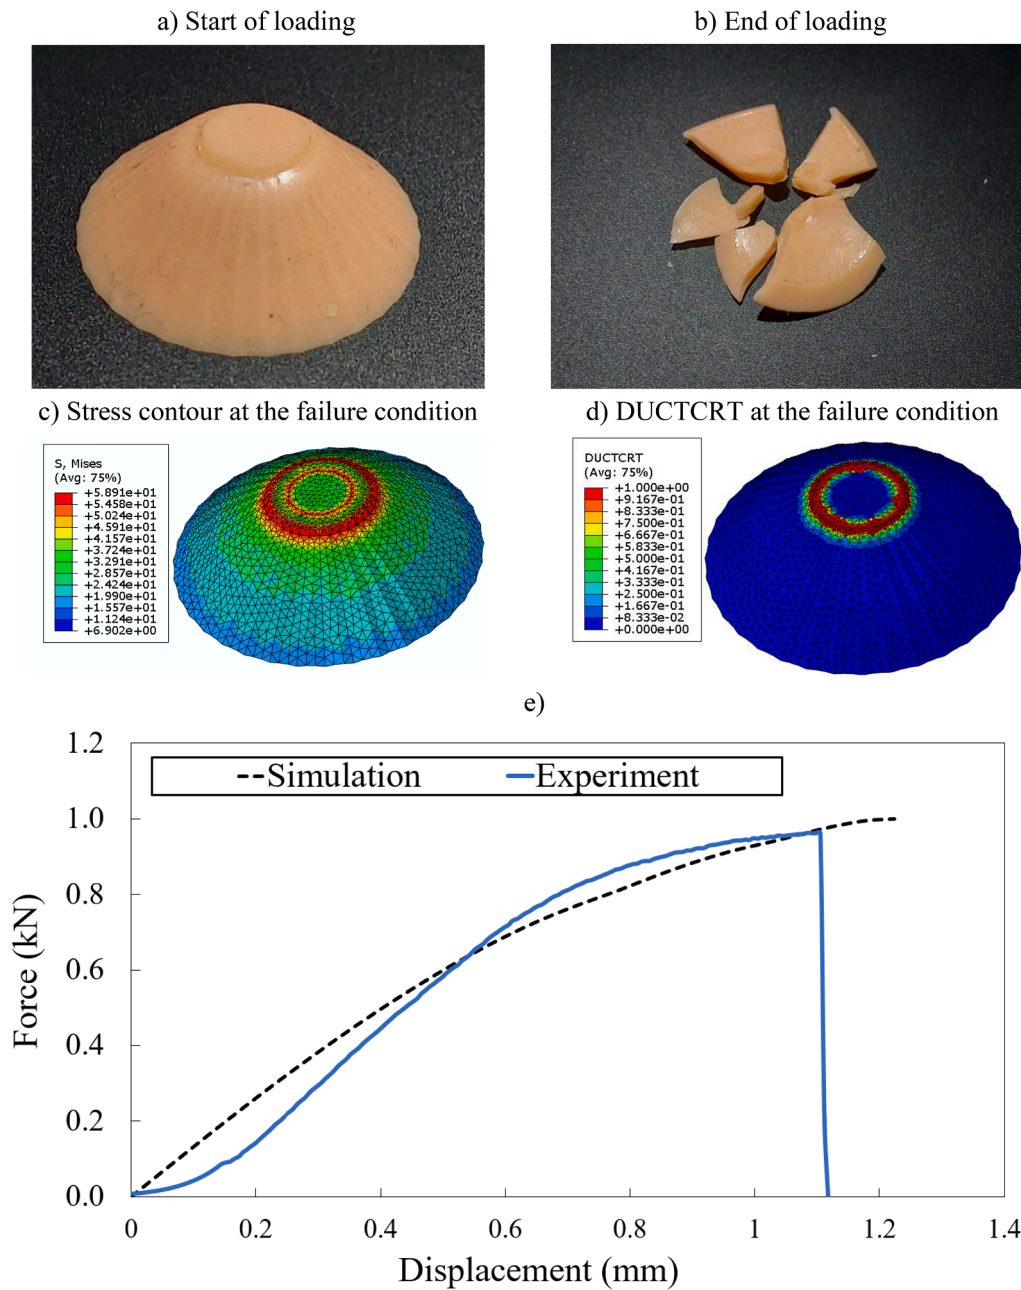 a) Start of loading
b) End of loading
c) Stress contour at the failure condition
d) DUCTCRT at the failure condition
S, Mises
(Avg: 75%)
+5.891e+01
+5.458e+01
+5.024e+01
+4.591e+01
+4.157e+01
+3.724e+01
+3.291e+01
+2.857e+01
+2.424e+01
+1.990e+01
+1.557e+01
+1.124e+01
+6.902e+00
DUCTCRT
(Avg: 75%)
+1.000e+00
+9.167e-01
+8.333e-01
+7.500e-01
+6.667e-01
+5.833e-01
+5.000e-01
+4.167e-01
+3.333e-01
+2.500e-01
+1.667e-01
+8.333e-02
+0.000e+00
e)
Simulation
Experiment
1.2
1.0
0.8
0.6
0.4
0.2
0.0
Force (kN)
0
0.2
0.4
0.6
0.8
1
1.2
1.4
Displacement (mm)